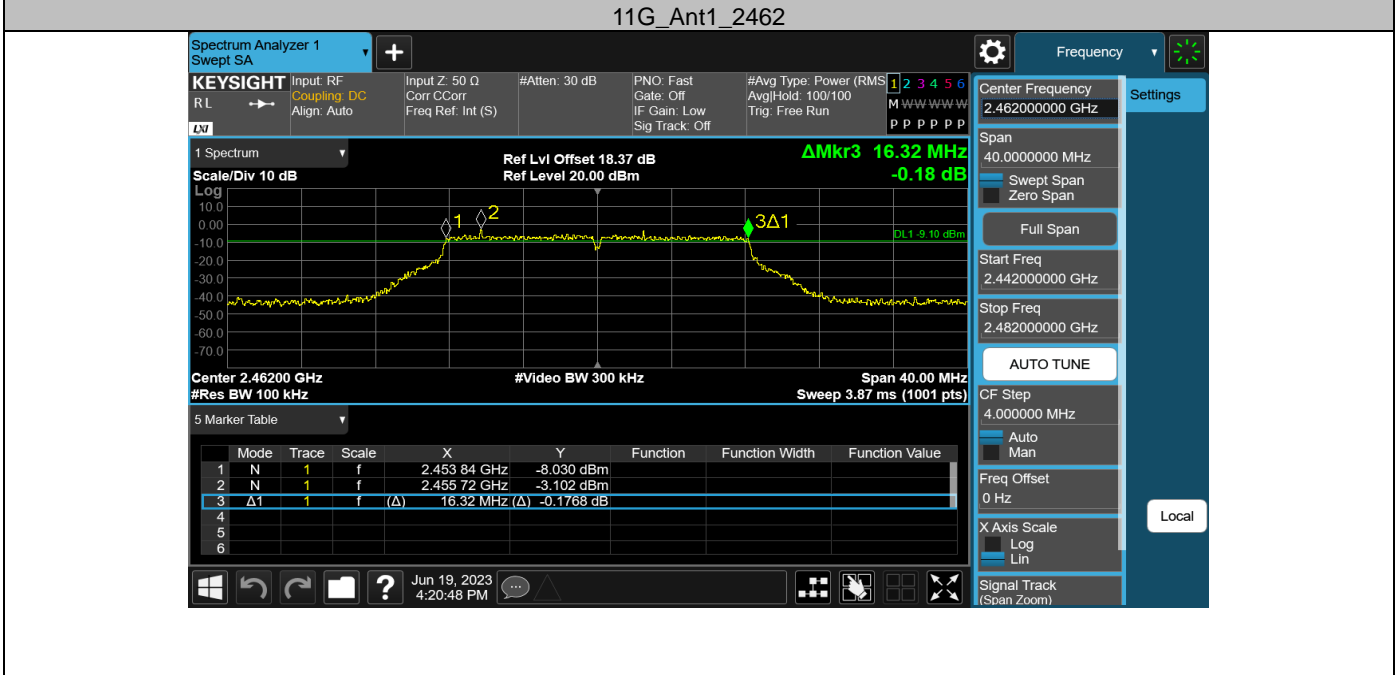 11G_Ant1_2462
Spectrum Analyzer 1
Swept SA
+
Frequency
KEYSIGHT
RL
LXI
Input: RF
Coupling: DC
Align: Auto
Input Z: 50 Ω
Corr CCorr
Freq Ref: Int (S)
#Atten: 30 dB
PNO: Fast
Gate: Off
IF Gain: Low
Sig Track: Off
#Avg Type: Power (RMS
Avg|Hold: 100/100
Trig: Free Run
1 2 3 4 5 6
M W W W W W
P P P P P P
1 Spectrum
Scale/Div 10 dB
Ref Lvl Offset 18.37 dB
Ref Level 20.00 dBm
ΔMkr3 16.32 MHz
-0.18 dB
Log
10.0
0.00
-10.0
-20.0
-30.0
-40.0
-50.0
-60.0
-70.0
1
2
3Δ1
DL1 -9.10 dBm
Center 2.46200 GHz
#Video BW 300 kHz
Span 40.00 MHz
#Res BW 100 kHz
Sweep 3.87 ms (1001 pts)
5 Marker Table
Mode Trace Scale X Y Function Function Width Function Value
1 N 1 f 2.453 84 GHz -8.030 dBm
2 N 1 f 2.455 72 GHz -3.102 dBm
3 Δ1 1 f (Δ) 16.32 MHz (Δ) -0.1768 dB
4
5
6
?
Jun 19, 2023
4:20:48 PM
Center Frequency
2.462000000 GHz
Settings
Span
40.0000000 MHz
Swept Span
Zero Span
Full Span
Start Freq
2.442000000 GHz
Stop Freq
2.482000000 GHz
AUTO TUNE
CF Step
4.000000 MHz
Auto
Man
Freq Offset
0 Hz
X Axis Scale
Log
Lin
Local
Signal Track
(Span Zoom)